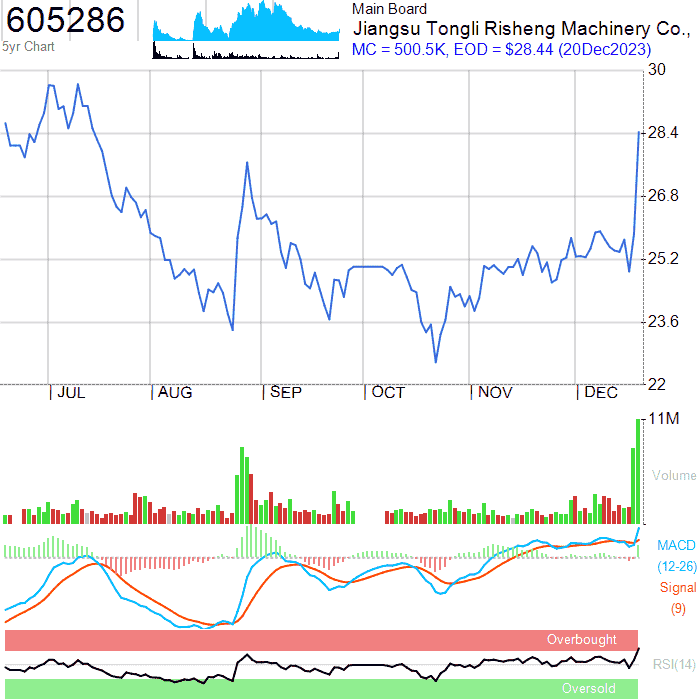 605286
Main Board
Jiangsu Tongli Risheng Machinery Co.,
5yr Chart
MC = 500.5K, EOD = $28.44 (20Dec2023)
30
28.4
26.8
25.2
23.6
22
| JUL | AUG | SEP | OCT | NOV | DEC
11M
Volume
MACD
(12-26)
Signal
(9)
Overbought
RSI(14)
Oversold